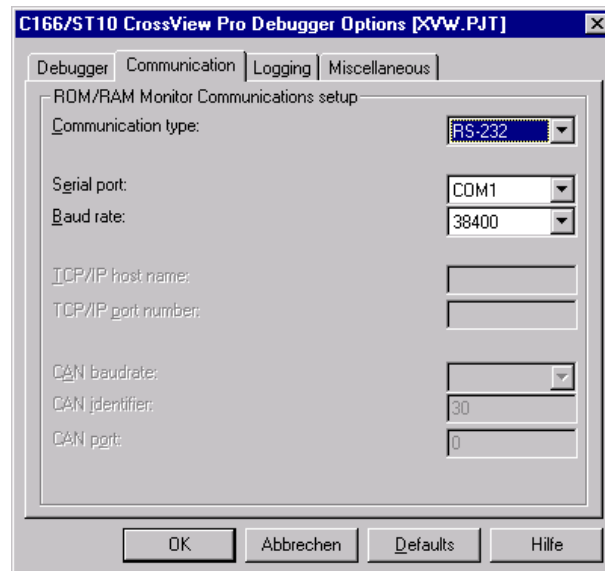 C166/ST10 CrossView Pro Debugger Options [XVW.PJT]
Debugger Communication Logging Miscellaneous
ROM/RAM Monitor Communications setup
Communication type: RS-232
Serial port: COM1
Baud rate: 38400
TCP/IP host name:
TCP/IP port number:
CAN baudrate:
CAN identifier: 30
CAN port: 0
OK Abbrechen Defaults Hilfe